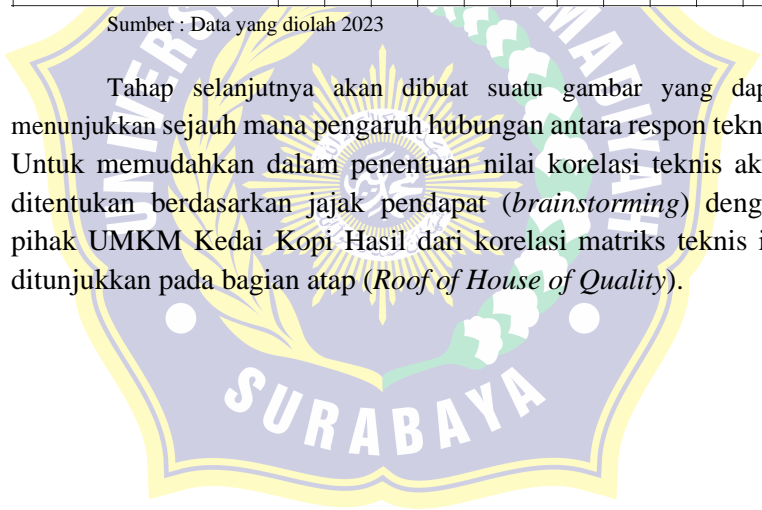 Sumber : Data yang diolah 2023
Tahap selanjutnya akan dibuat suatu gambar yang dap
menunjukkan sejauh mana pengaruh hubungan antara respon tekn
Untuk memudahkan dalam penentuan nilai korelasi teknis ak
ditentukan berdasarkan jajak pendapat (brainstorming) deng
pihak UMKM Kedai Kopi Hasil dari korelasi matriks teknis i
ditunjukkan pada bagian atap (Roof of House of Quality).
SURABAYA